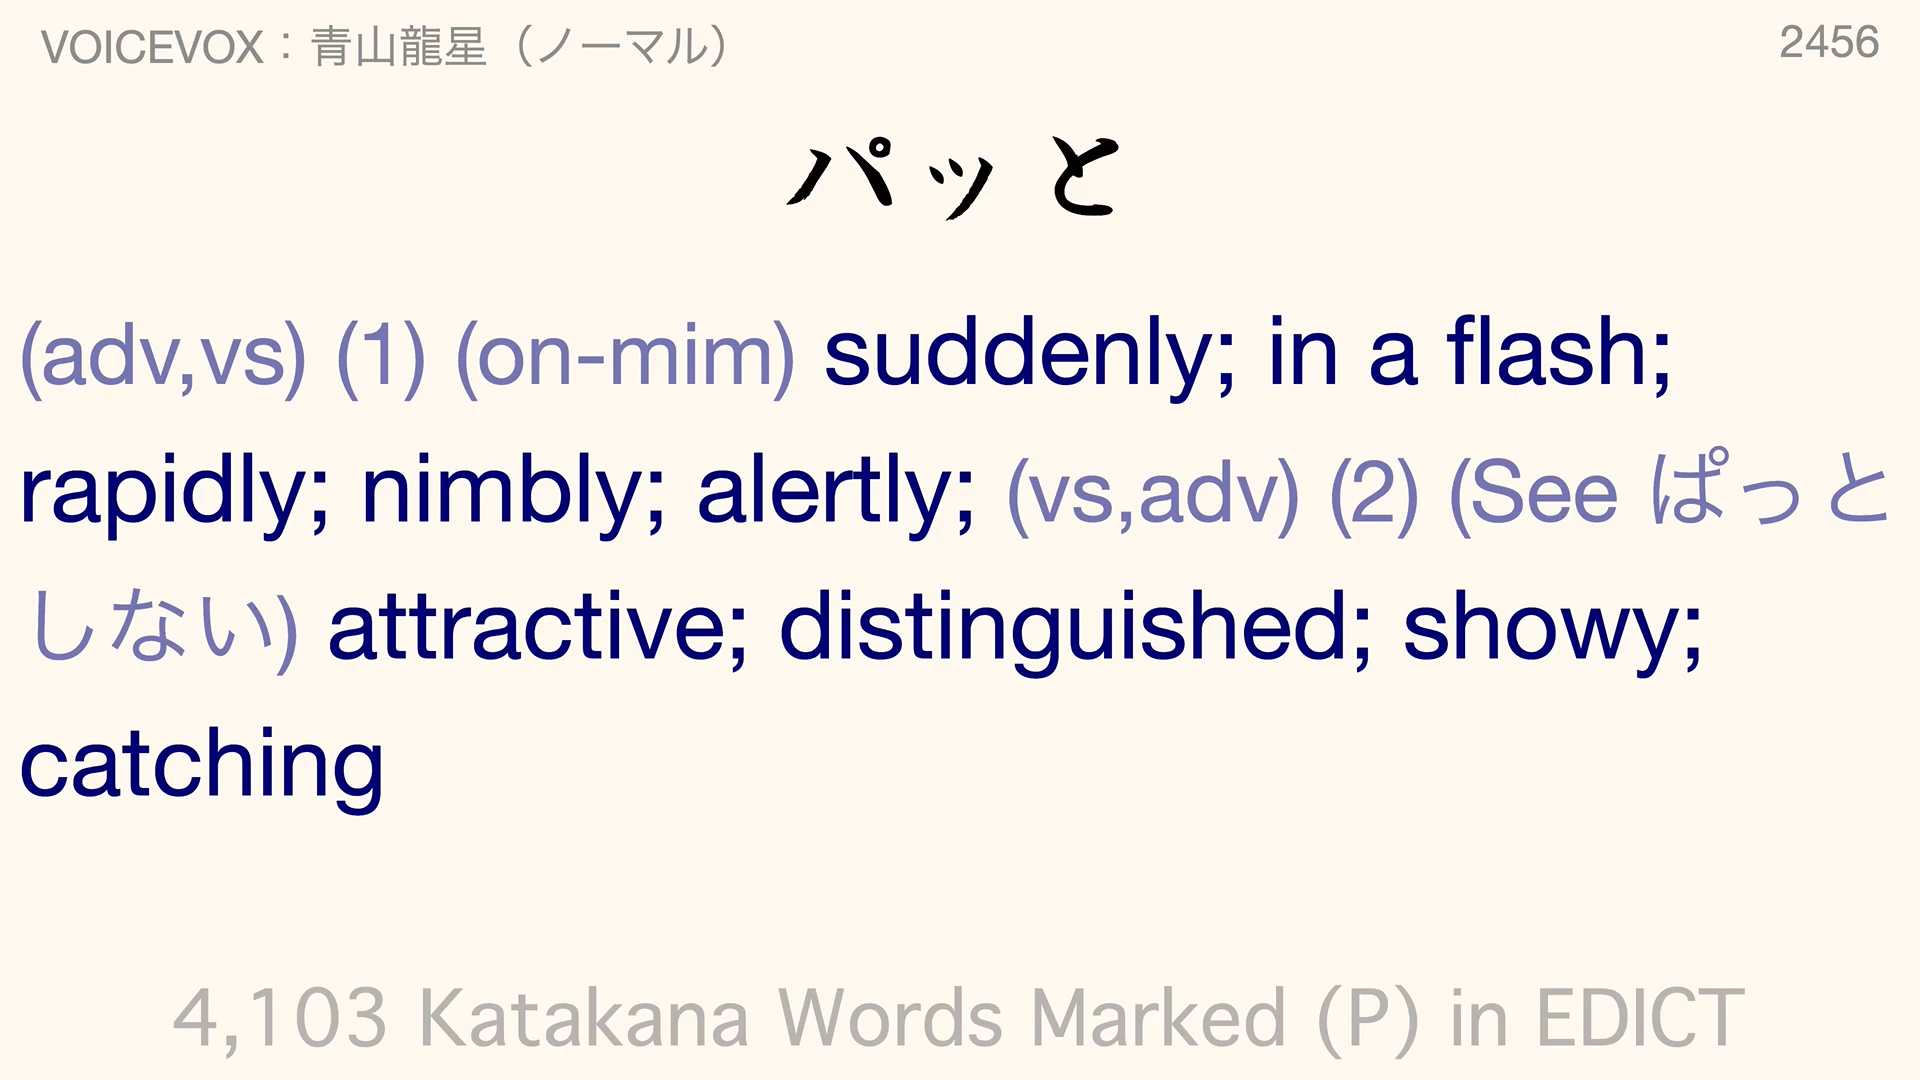 VOICEVOX：青山龍星（ノーマル）
2456
パッと
(adv,vs) (1) (on-mim) suddenly; in a flash;
rapidly; nimbly; alertly; (vs,adv) (2) (See ぱっと
しない) attractive; distinguished; showy;
catching
4,103 Katakana Words Marked (P) in EDICT